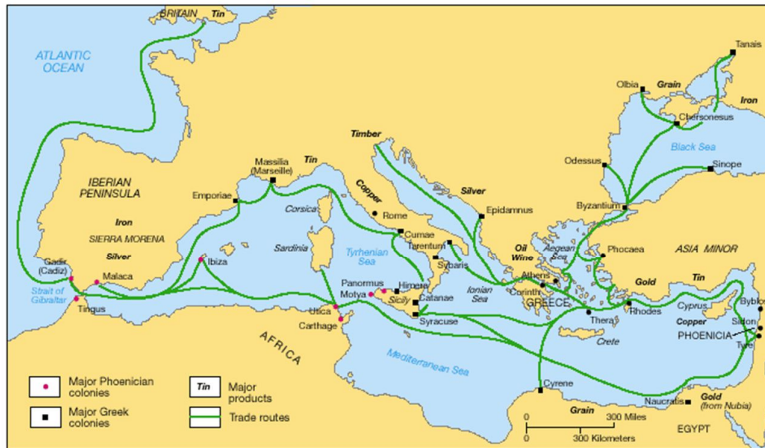 BRITAIN
Tin
ATLANTIC
OCEAN
Tanais
Olbia
Grain
Iron
Chersonesus
Black Sea
Timber
Massilia
(Marseille)
Tin
Odessus
Sinope
IBERIAN
PENINSULA
Emporiae
Corsica
Copper
Rome
Silver
Epidamnus
Byzantium
Iron
SIERRA MORENA
Silver
Sardinia
Cumae
Tarentum
Oil
Wine
Aegean
Sea
Phocaea
ASIA MINOR
Gadir
(Cadiz)
Malaca
Ibiza
Tyrrhenian
Sea
Sybaris
Athens
Strait of
Gibraltar
Tingus
Panormus
Himera
Motya
Sicily
Catanae
Ionian
Sea
Corinth
GREECE
Gold
Tin
Cyprus
Byblos
Utica
Carthage
Syracuse
Thera
Rhodes
Copper
Sidon
PHOENICIA
Tyre
Crete
AFRICA
Mediterranean Sea
Cyrene
Naucratis
Gold
(from Nubia)
Grain
EGYPT
Major Phoenician
colonies
Tin
Major
products
Major Greek
colonies
Trade routes
0
300 Miles
0
300 Kilometers